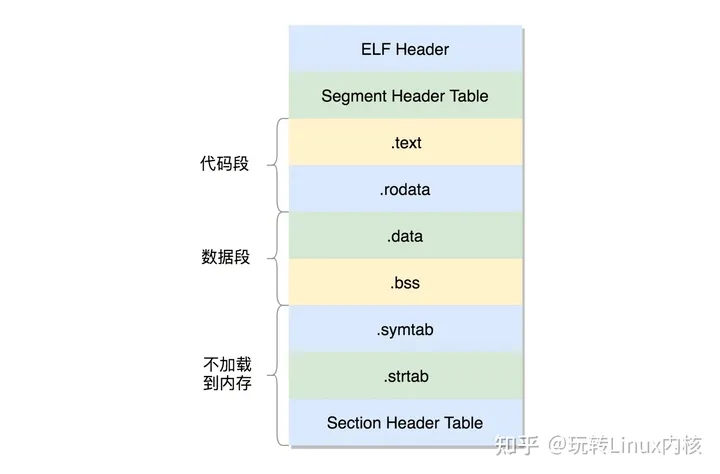 ELF Header
Segment Header Table
代码段
.text
.rodata
数据段
.data
.bss
不加载
到内存
.symtab
.strtab
Section Header Table
知乎 @玩转Linux内核